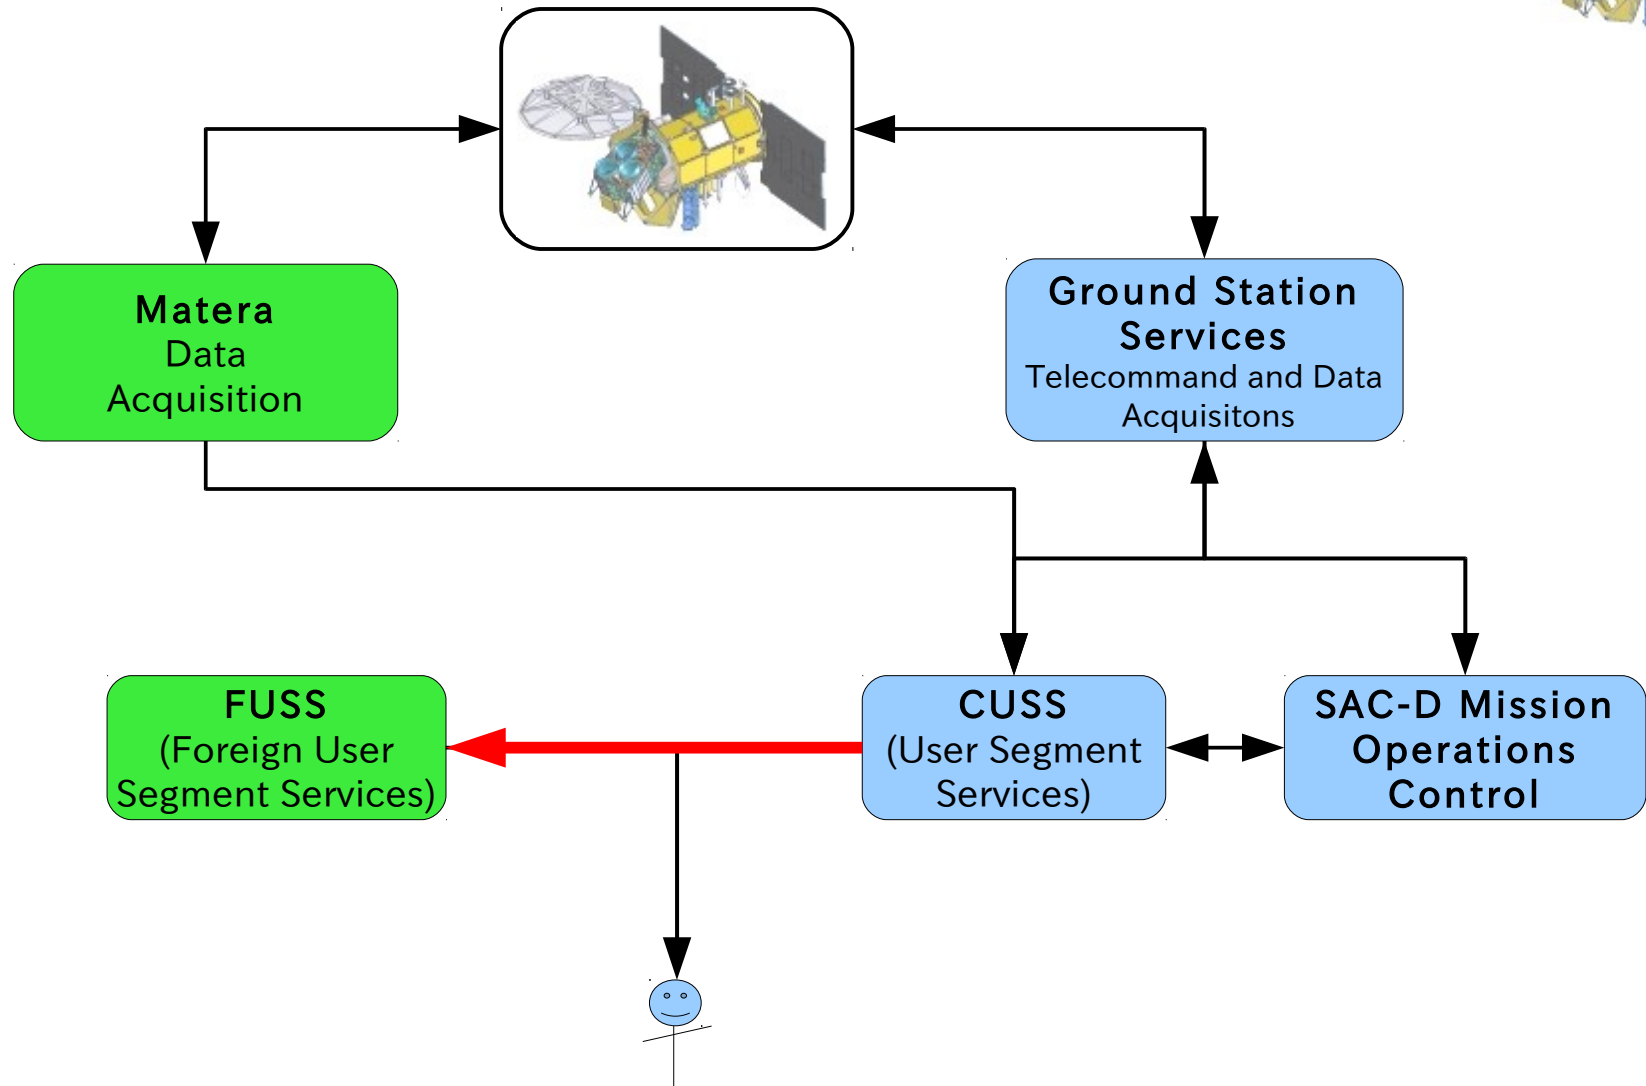 Matera
Data
Acquisition
Ground Station
Services
Telecommand and Data
Acquisitons
FUSS
(Foreign User
Segment Services)
CUSS
(User Segment
Services)
SAC-D Mission
Operations
Control